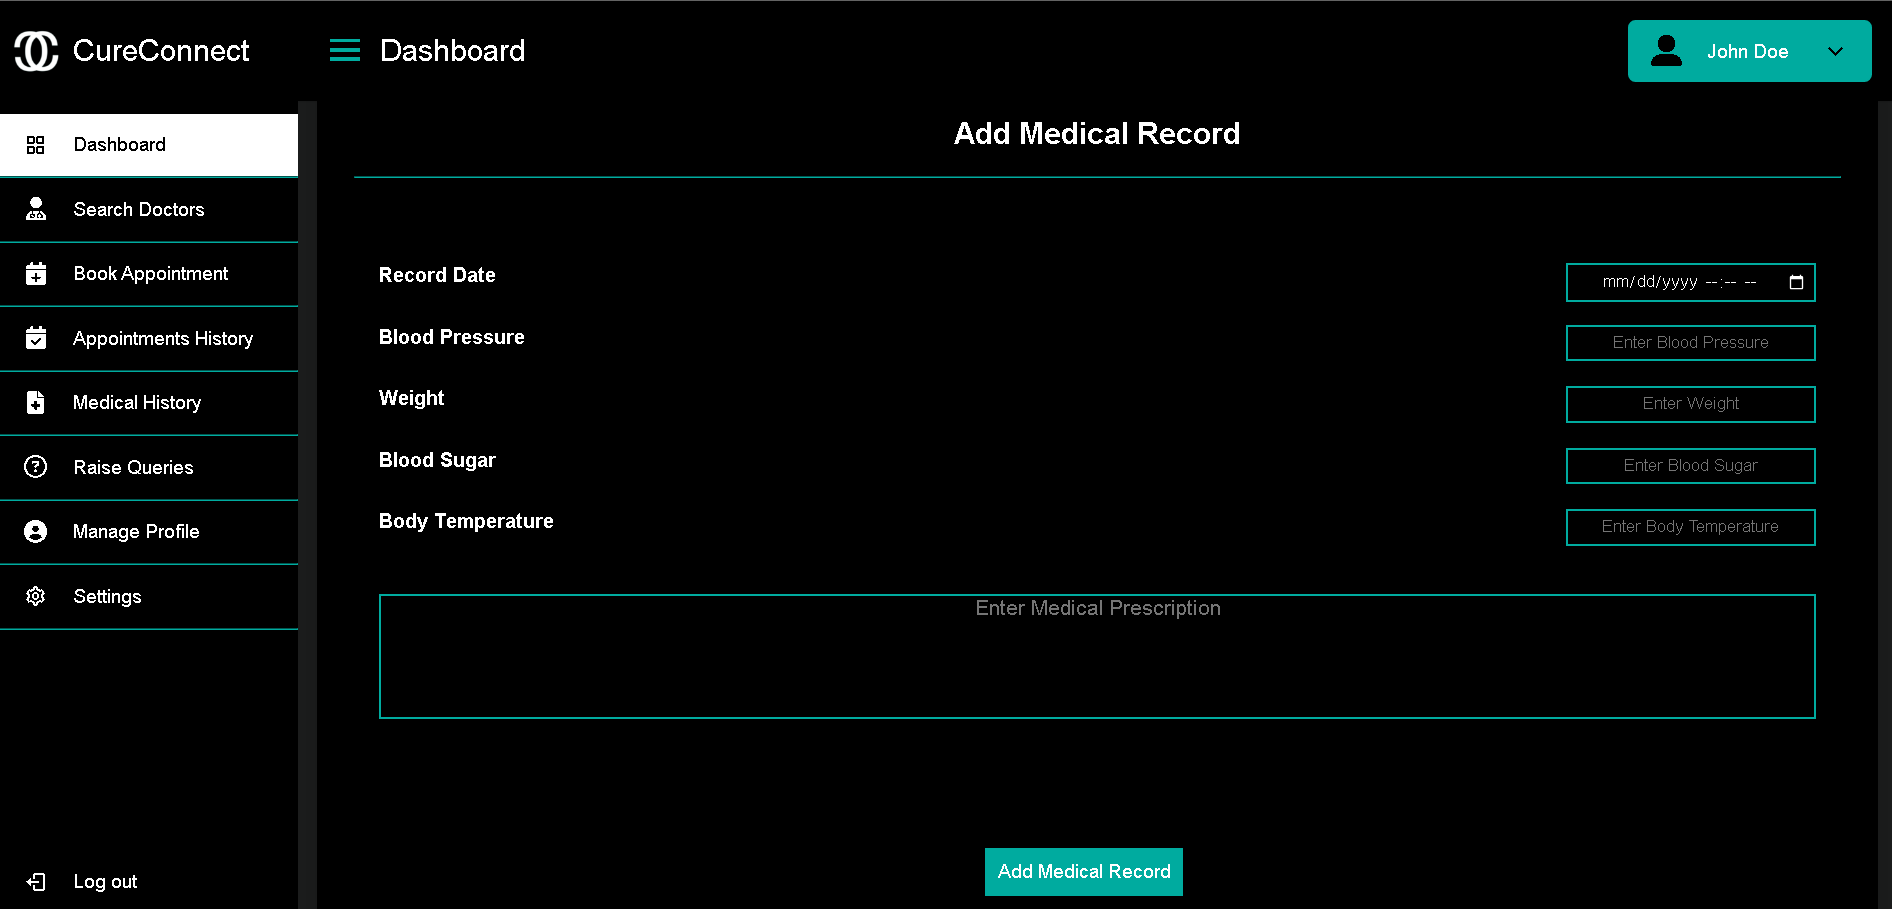 CureConnect
Dashboard
John Doe
Dashboard
Search Doctors
Book Appointment
Appointments History
Medical History
Raise Queries
Manage Profile
Settings
Log out
Add Medical Record
Record Date
mm/dd/yyyy --:-- --
Blood Pressure
Enter Blood Pressure
Weight
Enter Weight
Blood Sugar
Enter Blood Sugar
Body Temperature
Enter Body Temperature
Enter Medical Prescription
Add Medical Record